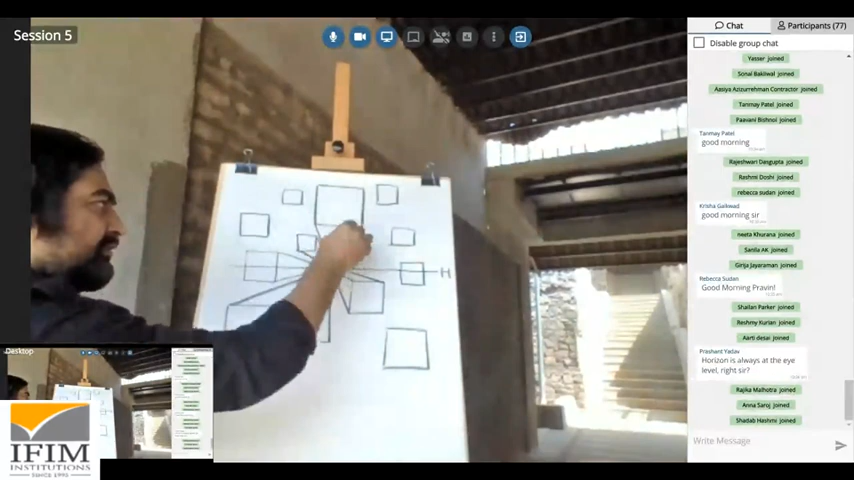 Session 5
Chat
Participants (77)
Disable group chat
Yasser joined
Sonal Bakliwal joined
Aasiya Azizurrehman Contractor joined
Tanmay Patel joined
Paavani Bishnoi joined
Tanmay Patel
good morning
Rajeshwari Dasgupta joined
Rashmi Doshi joined
rebecca sudan joined
Krisha Gaikwad
good morning sir
neeta Khurana joined
Sanila AK joined
Girija Jayaraman joined
Rebecca Sudan
Good Morning Pravin!
Shailan Parker joined
Reshmy Kurian joined
Aarti desai joined
Prashant Yadav
Horizon is always at the eye
level, right sir?
Rajika Malhotra joined
Anna Saroj joined
Shadab Hashmi joined
Write Message
H
Desktop
IFIM
INSTITUTIONS
SINCE 1995